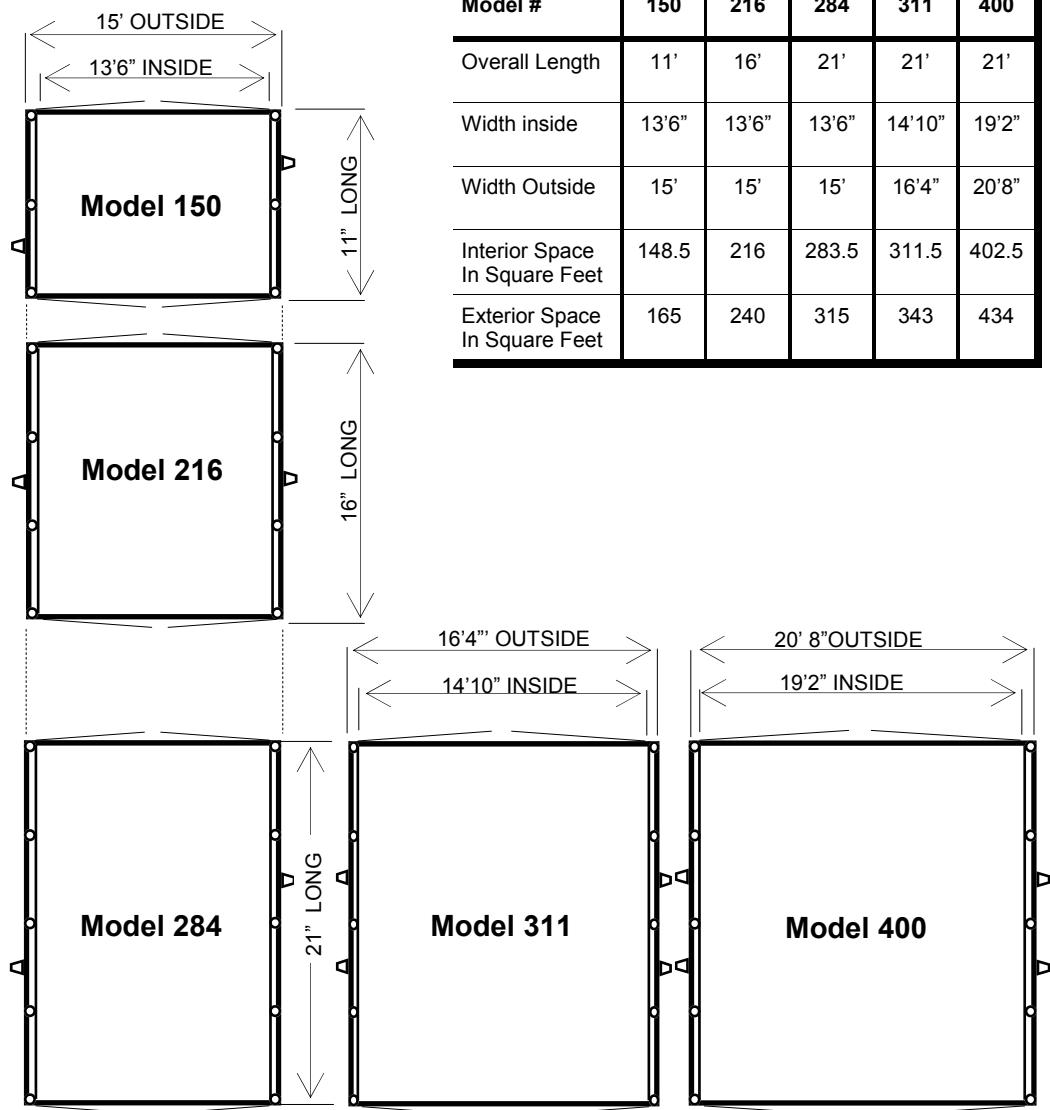 15’ OUTSIDE
13’6” INSIDE
Model 150
11” LONG
Model # 150 216 284 311 400
Overall Length 11’ 16’ 21’ 21’ 21’
Width inside 13’6” 13’6” 13’6” 14’10” 19’2”
Width Outside 15’ 15’ 15’ 16’4” 20’8”
Interior Space
In Square Feet 148.5 216 283.5 311.5 402.5
Exterior Space
In Square Feet 165 240 315 343 434
Model 216
16” LONG
16’4”’ OUTSIDE
14’10” INSIDE
20’ 8”OUTSIDE
19’2” INSIDE
Model 284
21” LONG
Model 311
Model 400